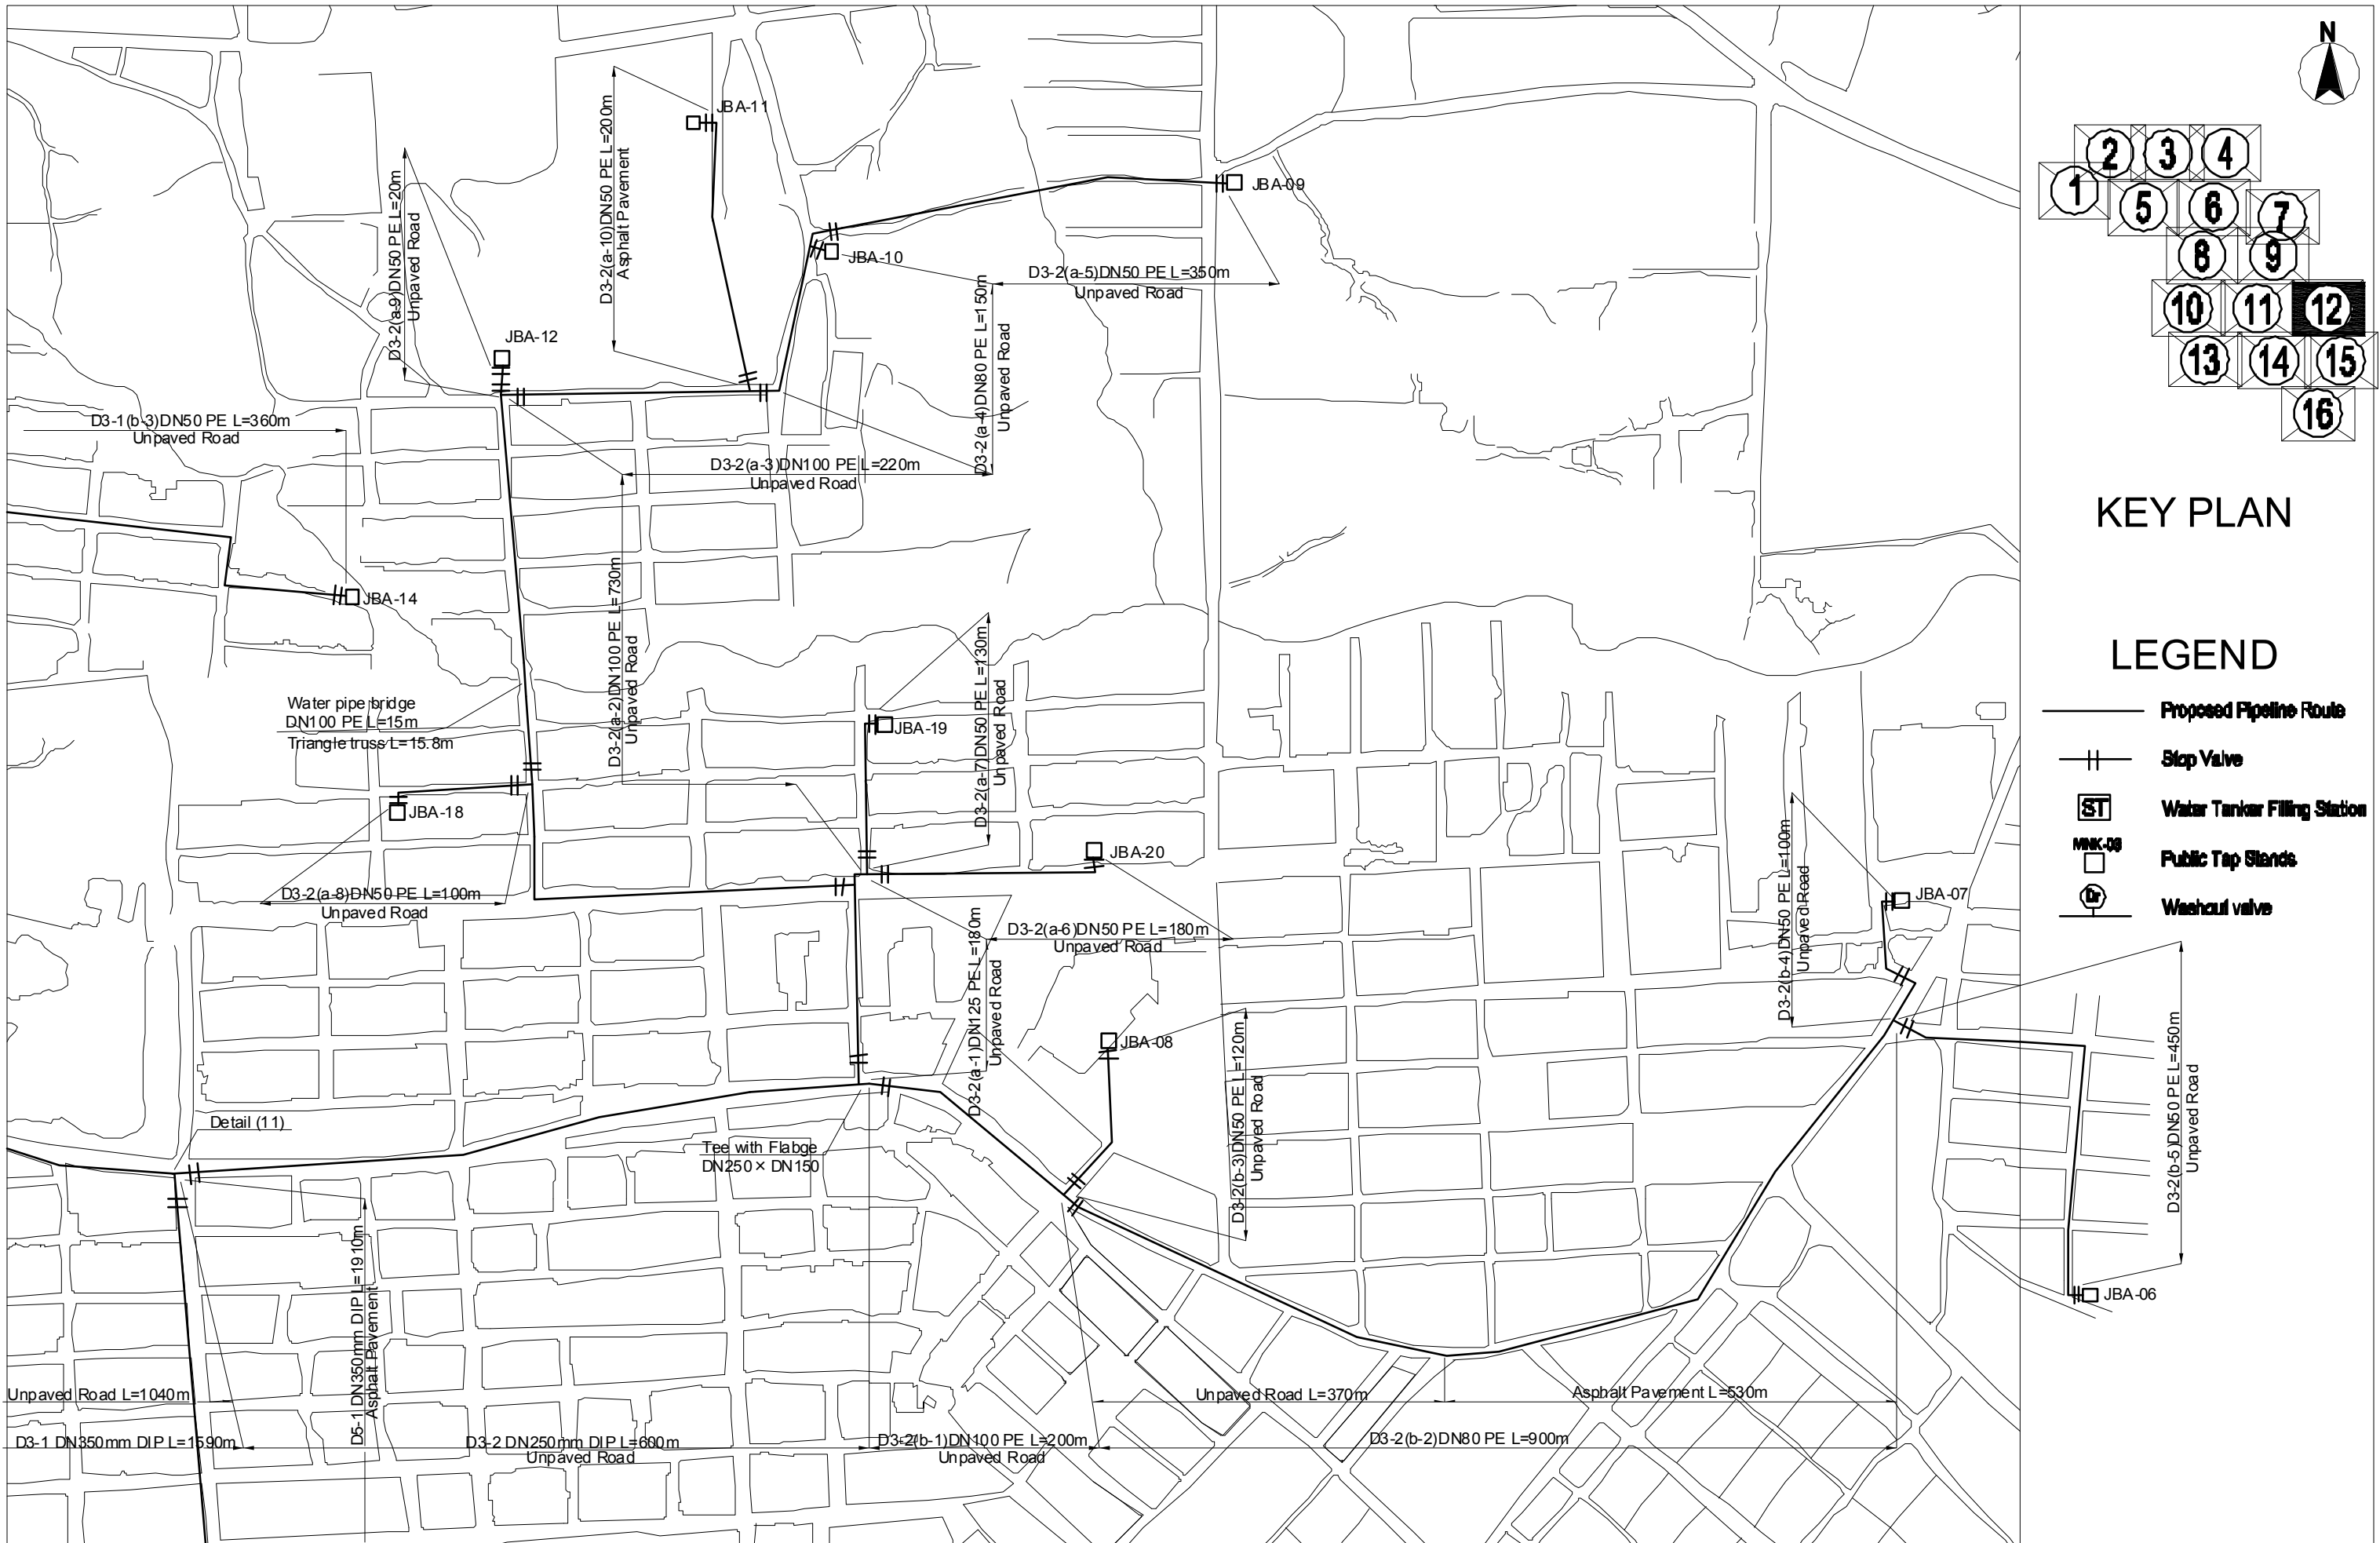 N
JBA-11
D3-2(a-10)DN50 PE L=200m
Asphalt Pavement
D3-2(a-9)DN50 PE L=20m
Unpaved Road
JBA-09
JBA-10
D3-2(a-5)DN50 PE L=350m
Unpaved Road
D3-2(a-4)DN80 PE L=150m
Unpaved Road
JBA-12
D3-1(b-3)DN50 PE L=360m
Unpaved Road
D3-2(a-3)DN100 PE L=220m
Unpaved Road
JBA-14
D3-2(a-2)DN100 PE L=730m
Unpaved Road
D3-2(a-7)DN50 PE L=130m
Unpaved Road
Water pipe bridge
DN100 PE L=15m
Triangle truss L=15.8m
JBA-19
JBA-18
JBA-20
D3-2(a-8)DN50 PE L=100m
Unpaved Road
D3-2(a-6)DN50 PE L=180m
Unpaved Road
D3-2(b-4)DN50 PE L=100m
Unpaved Road
JBA-07
D3-2(a-1)DN125 PE L=180m
Unpaved Road
JBA-08
D3-2(b-3)DN50 PE L=120m
Unpaved Road
D3-2(b-5)DN50 PE L=450m
Unpaved Road
Detail (11)
Tee with Flabge
DN250×DN150
JBA-06
D5-1 DN350mm DIP L=1910m
Asphalt Pavement
Unpaved Road L=1040m
Unpaved Road L=370m
Asphalt Pavement L=530m
D3-1 DN350mm DIP L=1590m
D3-2 DN250mm DIP L=600m
Unpaved Road
D3-2(b-1)DN100 PE L=200m
Unpaved Road
D3-2(b-2)DN80 PE L=900m
2 3 4
1
5 6 7
8 9
10 11 12
13 14 15
16
KEY PLAN
LEGEND
Proposed Pipeline Route
Stop Valve
ST Water Tanker Filling Station
MNK-03
Public Tap Stands
Dr
Washout valve